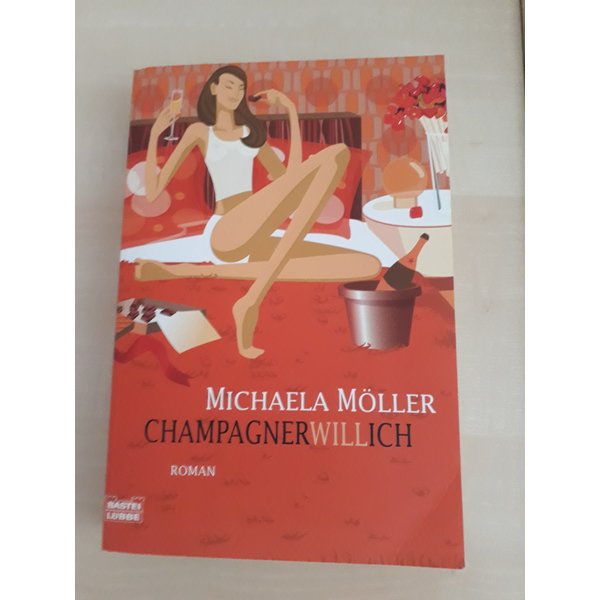 MICHAELA MÖLLER
CHAMPAGNERWILLICH
ROMAN
BASTEI
LÜBBE